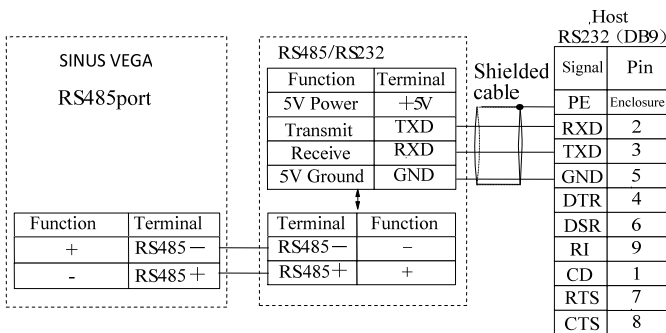 Host
RS232 (DB9)
Signal Pin
PE Enclosure
RXD 2
TXD 3
GND 5
DTR 4
DSR 6
RI 9
CD 1
RTS 7
CTS 8
Shielded
cable
RS485/RS232
Function Terminal
5V Power +5V
Transmit TXD
Receive RXD
5V Ground GND
Terminal Function
RS485－ －
RS485＋ +
SINUS VEGA
RS485port
Function Terminal
+ RS485－
- RS485＋